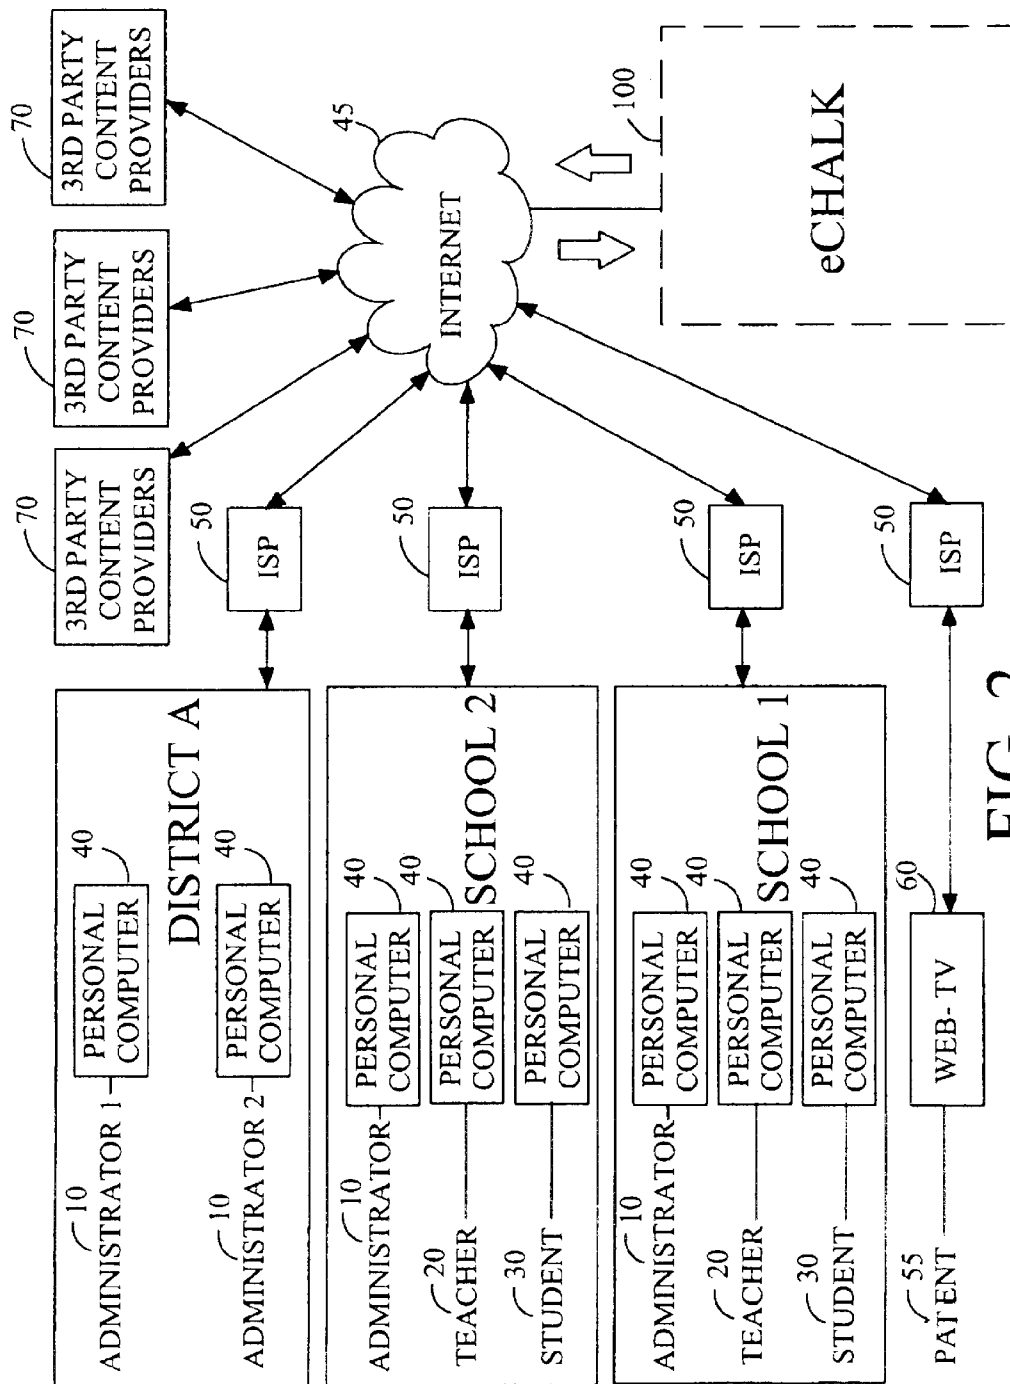 10
ADMINISTRATOR 1
PERSONAL
COMPUTER
40
DISTRICT A
10
ADMINISTRATOR 2
PERSONAL
COMPUTER
40
50
ISP
70
3RD PARTY
CONTENT
PROVIDERS
70
3RD PARTY
CONTENT
PROVIDERS
70
3RD PARTY
CONTENT
PROVIDERS
10
ADMINISTRATOR
PERSONAL
COMPUTER
40
20
TEACHER
PERSONAL
COMPUTER
40
SCHOOL 2
30
STUDENT
PERSONAL
COMPUTER
40
50
ISP
45
INTERNET
10
ADMINISTRATOR
PERSONAL
COMPUTER
40
20
TEACHER
PERSONAL
COMPUTER
40
SCHOOL 1
30
STUDENT
PERSONAL
COMPUTER
40
50
ISP
100
eCHALK
55
PATENT
WEB- TV
60
50
ISP
FIG. 2